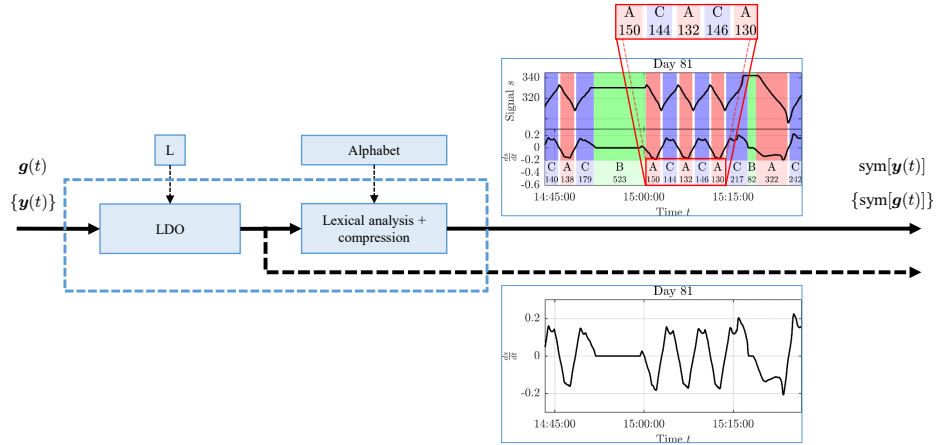 A C A C A
150 144 132 146 130
Day 81
Signal s
340
320
ds/dt
0.2
0
-0.2
-0.4
-0.6
C A C B A C A C A C B A C
140 138 179 523 150 144 132 146 130 217 82 322 242
14:45:00 15:00:00 15:15:00
Time t
L
Alphabet
g(t)
{y(t)}
LDO
Lexical analysis +
compression
sym[y(t)]
{sym[g(t)]}
Day 81
ds/dt
0.2
0
-0.2
14:45:00 15:00:00 15:15:00
Time t